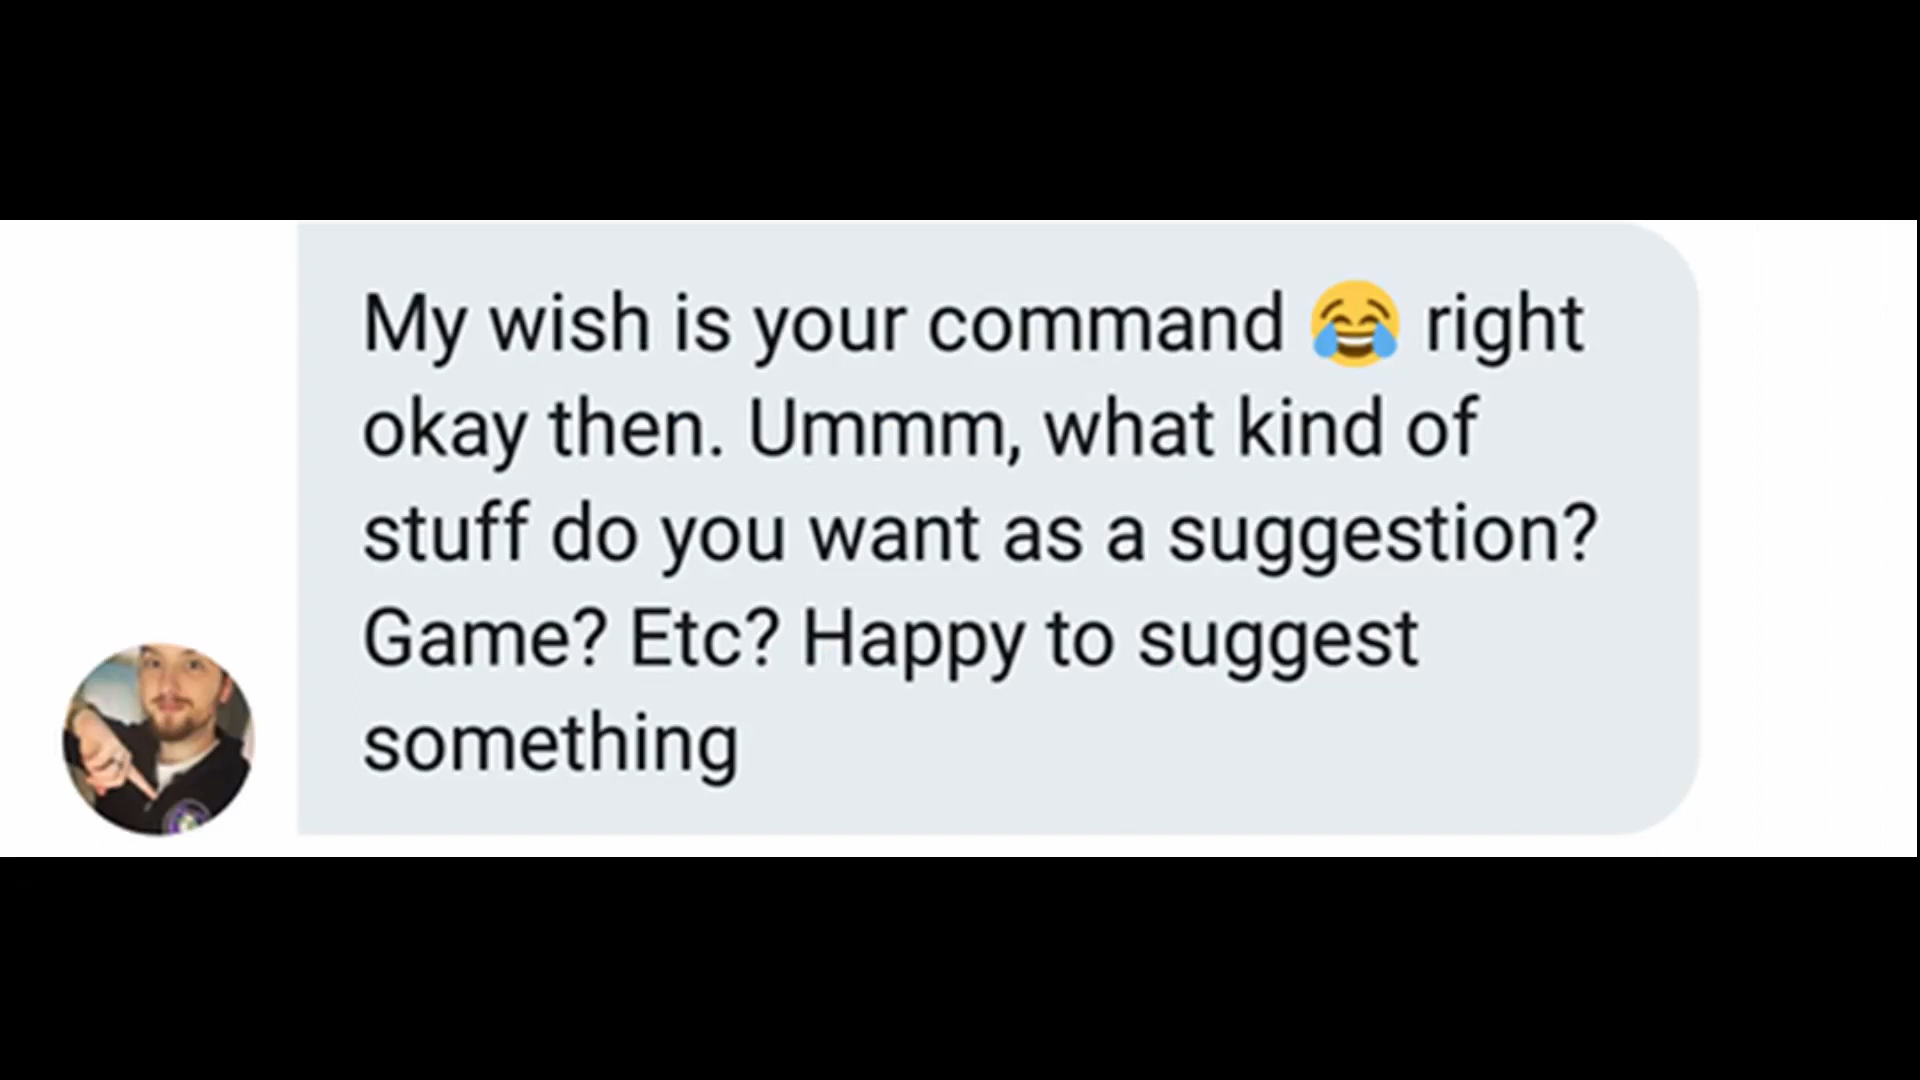 My wish is your command 😂 right
okay then. Ummm, what kind of
stuff do you want as a suggestion?
Game? Etc? Happy to suggest
something